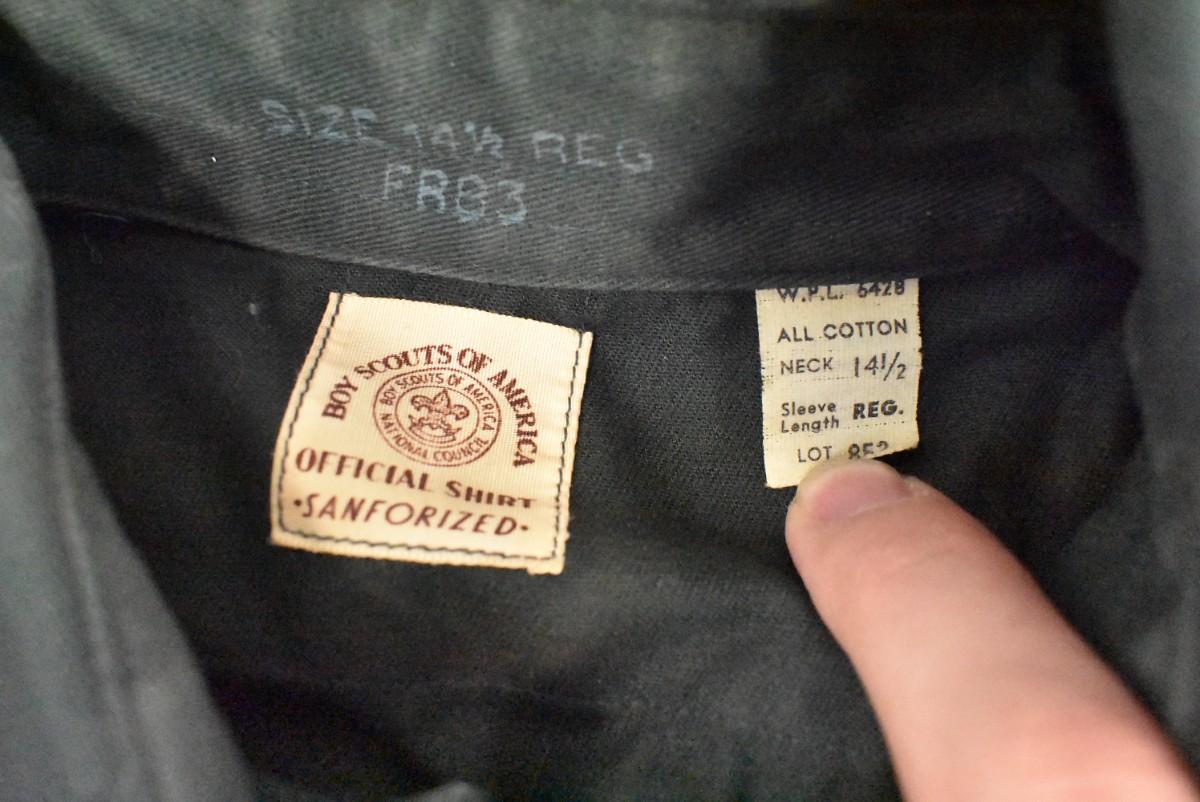 SIZE 14½ REG
FRB3
BOY SCOUTS OF AMERICA
BOY SCOUTS OF AMERICA
NATIONAL COUNCIL
OFFICIAL SHIRT
•SANFORIZED•
W.P.L. 6428
ALL COTTON
NECK 14½
Sleeve Length REG.
LOT